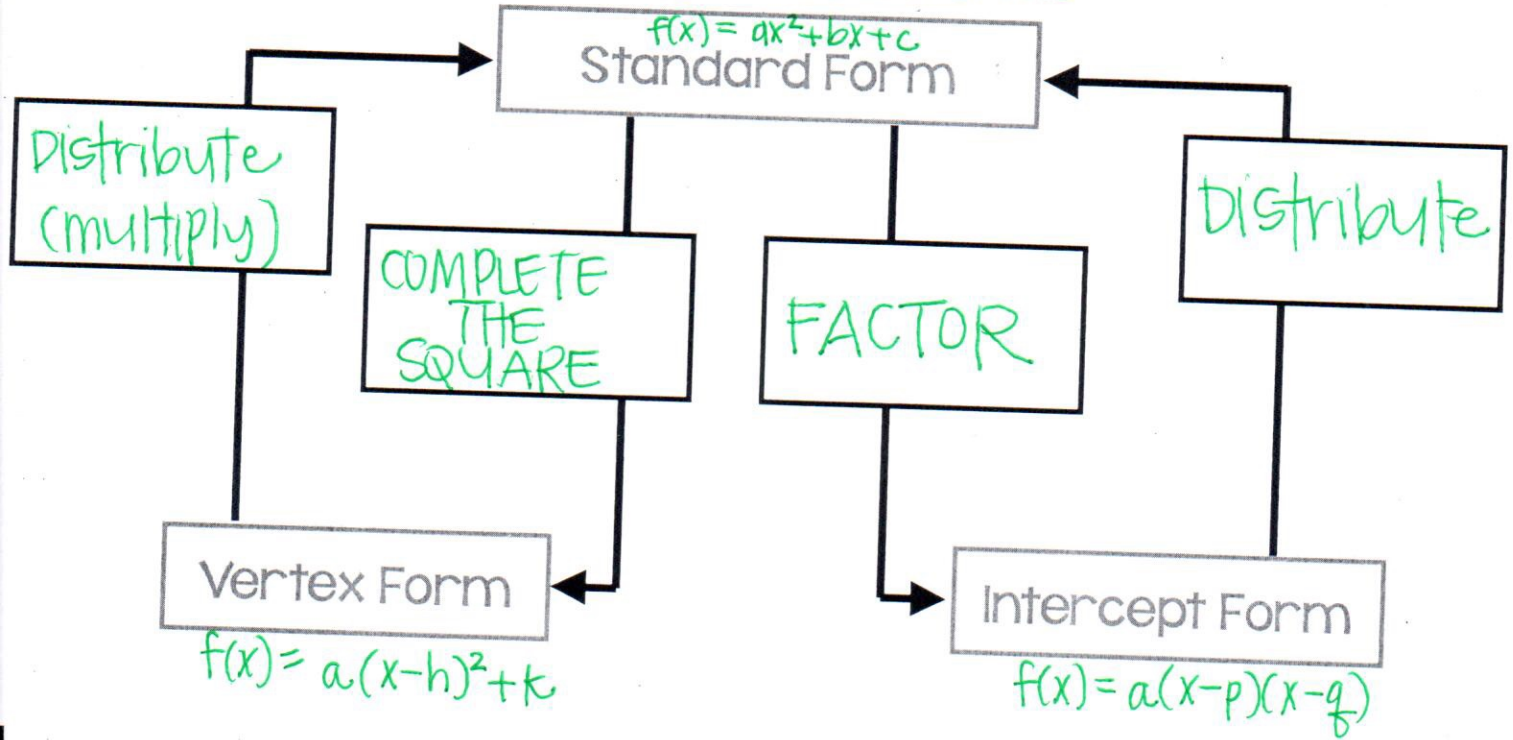 f(x) = ax²+bx+c
Standard Form
Distribute
(multiply)
COMPLETE
THE
SQUARE
FACTOR
Distribute
Vertex Form
f(x) = a(x-h)²+k
Intercept Form
f(x) = a(x-p)(x-q)